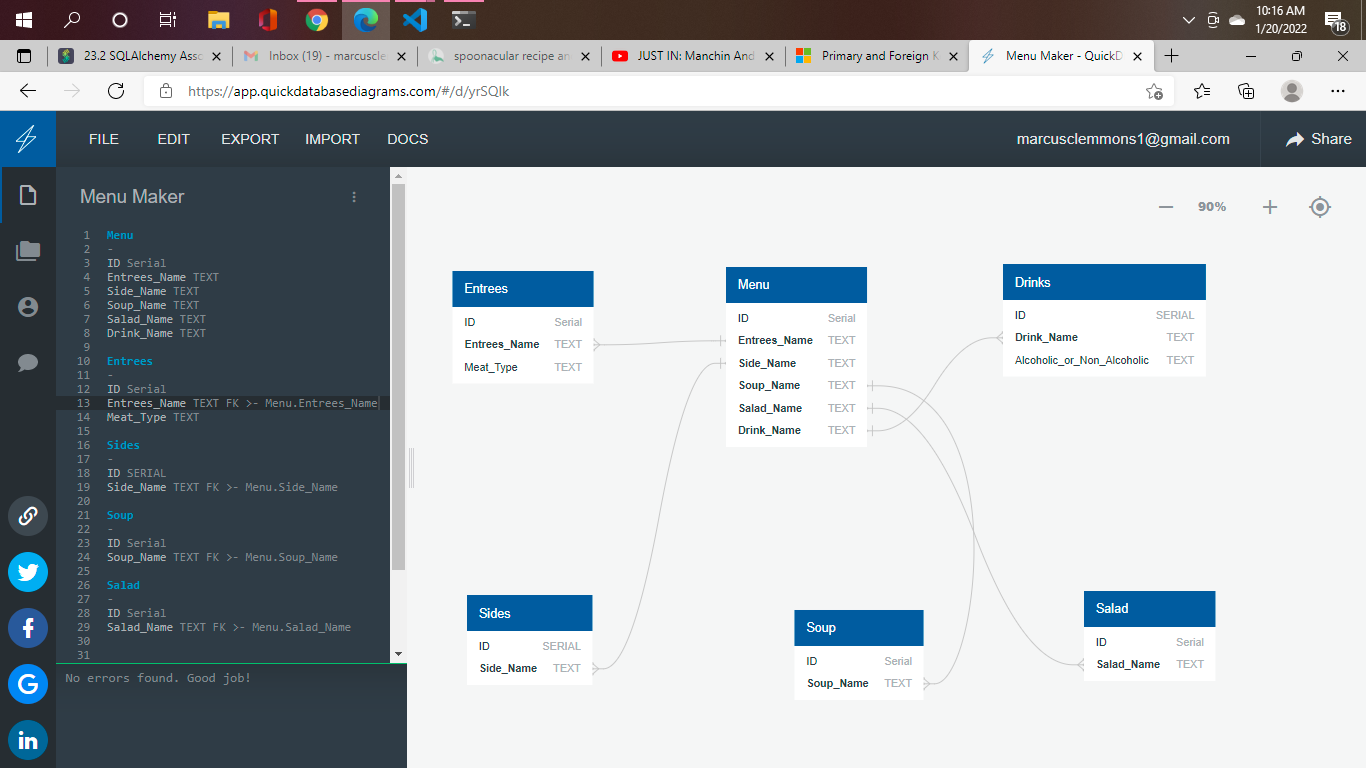 10:16 AM
1/20/2022
18
23.2 SQLAlchemy Assc
Inbox (19) - marcuscle
spoonacular recipe an
JUST IN: Manchin And
Primary and Foreign K
Menu Maker - QuickD
https://app.quickdatabasediagrams.com/#/d/yrSQlk
FILE EDIT EXPORT IMPORT DOCS
marcusclemmons1@gmail.com
Share
Menu Maker
1 Menu
2 -
3 ID Serial
4 Entrees_Name TEXT
5 Side_Name TEXT
6 Soup_Name TEXT
7 Salad_Name TEXT
8 Drink_Name TEXT
9
10 Entrees
11 -
12 ID Serial
13 Entrees_Name TEXT FK >- Menu.Entrees_Name
14 Meat_Type TEXT
15
16 Sides
17 -
18 ID SERIAL
19 Side_Name TEXT FK >- Menu.Side_Name
20
21 Soup
22 -
23 ID Serial
24 Soup_Name TEXT FK >- Menu.Soup_Name
25
26 Salad
27 -
28 ID Serial
29 Salad_Name TEXT FK >- Menu.Salad_Name
30
31
No errors found. Good job!
90%
Entrees
ID Serial
Entrees_Name TEXT
Meat_Type TEXT
Menu
ID Serial
Entrees_Name TEXT
Side_Name TEXT
Soup_Name TEXT
Salad_Name TEXT
Drink_Name TEXT
Drinks
ID SERIAL
Drink_Name TEXT
Alcoholic_or_Non_Alcoholic TEXT
Sides
ID SERIAL
Side_Name TEXT
Soup
ID Serial
Soup_Name TEXT
Salad
ID Serial
Salad_Name TEXT